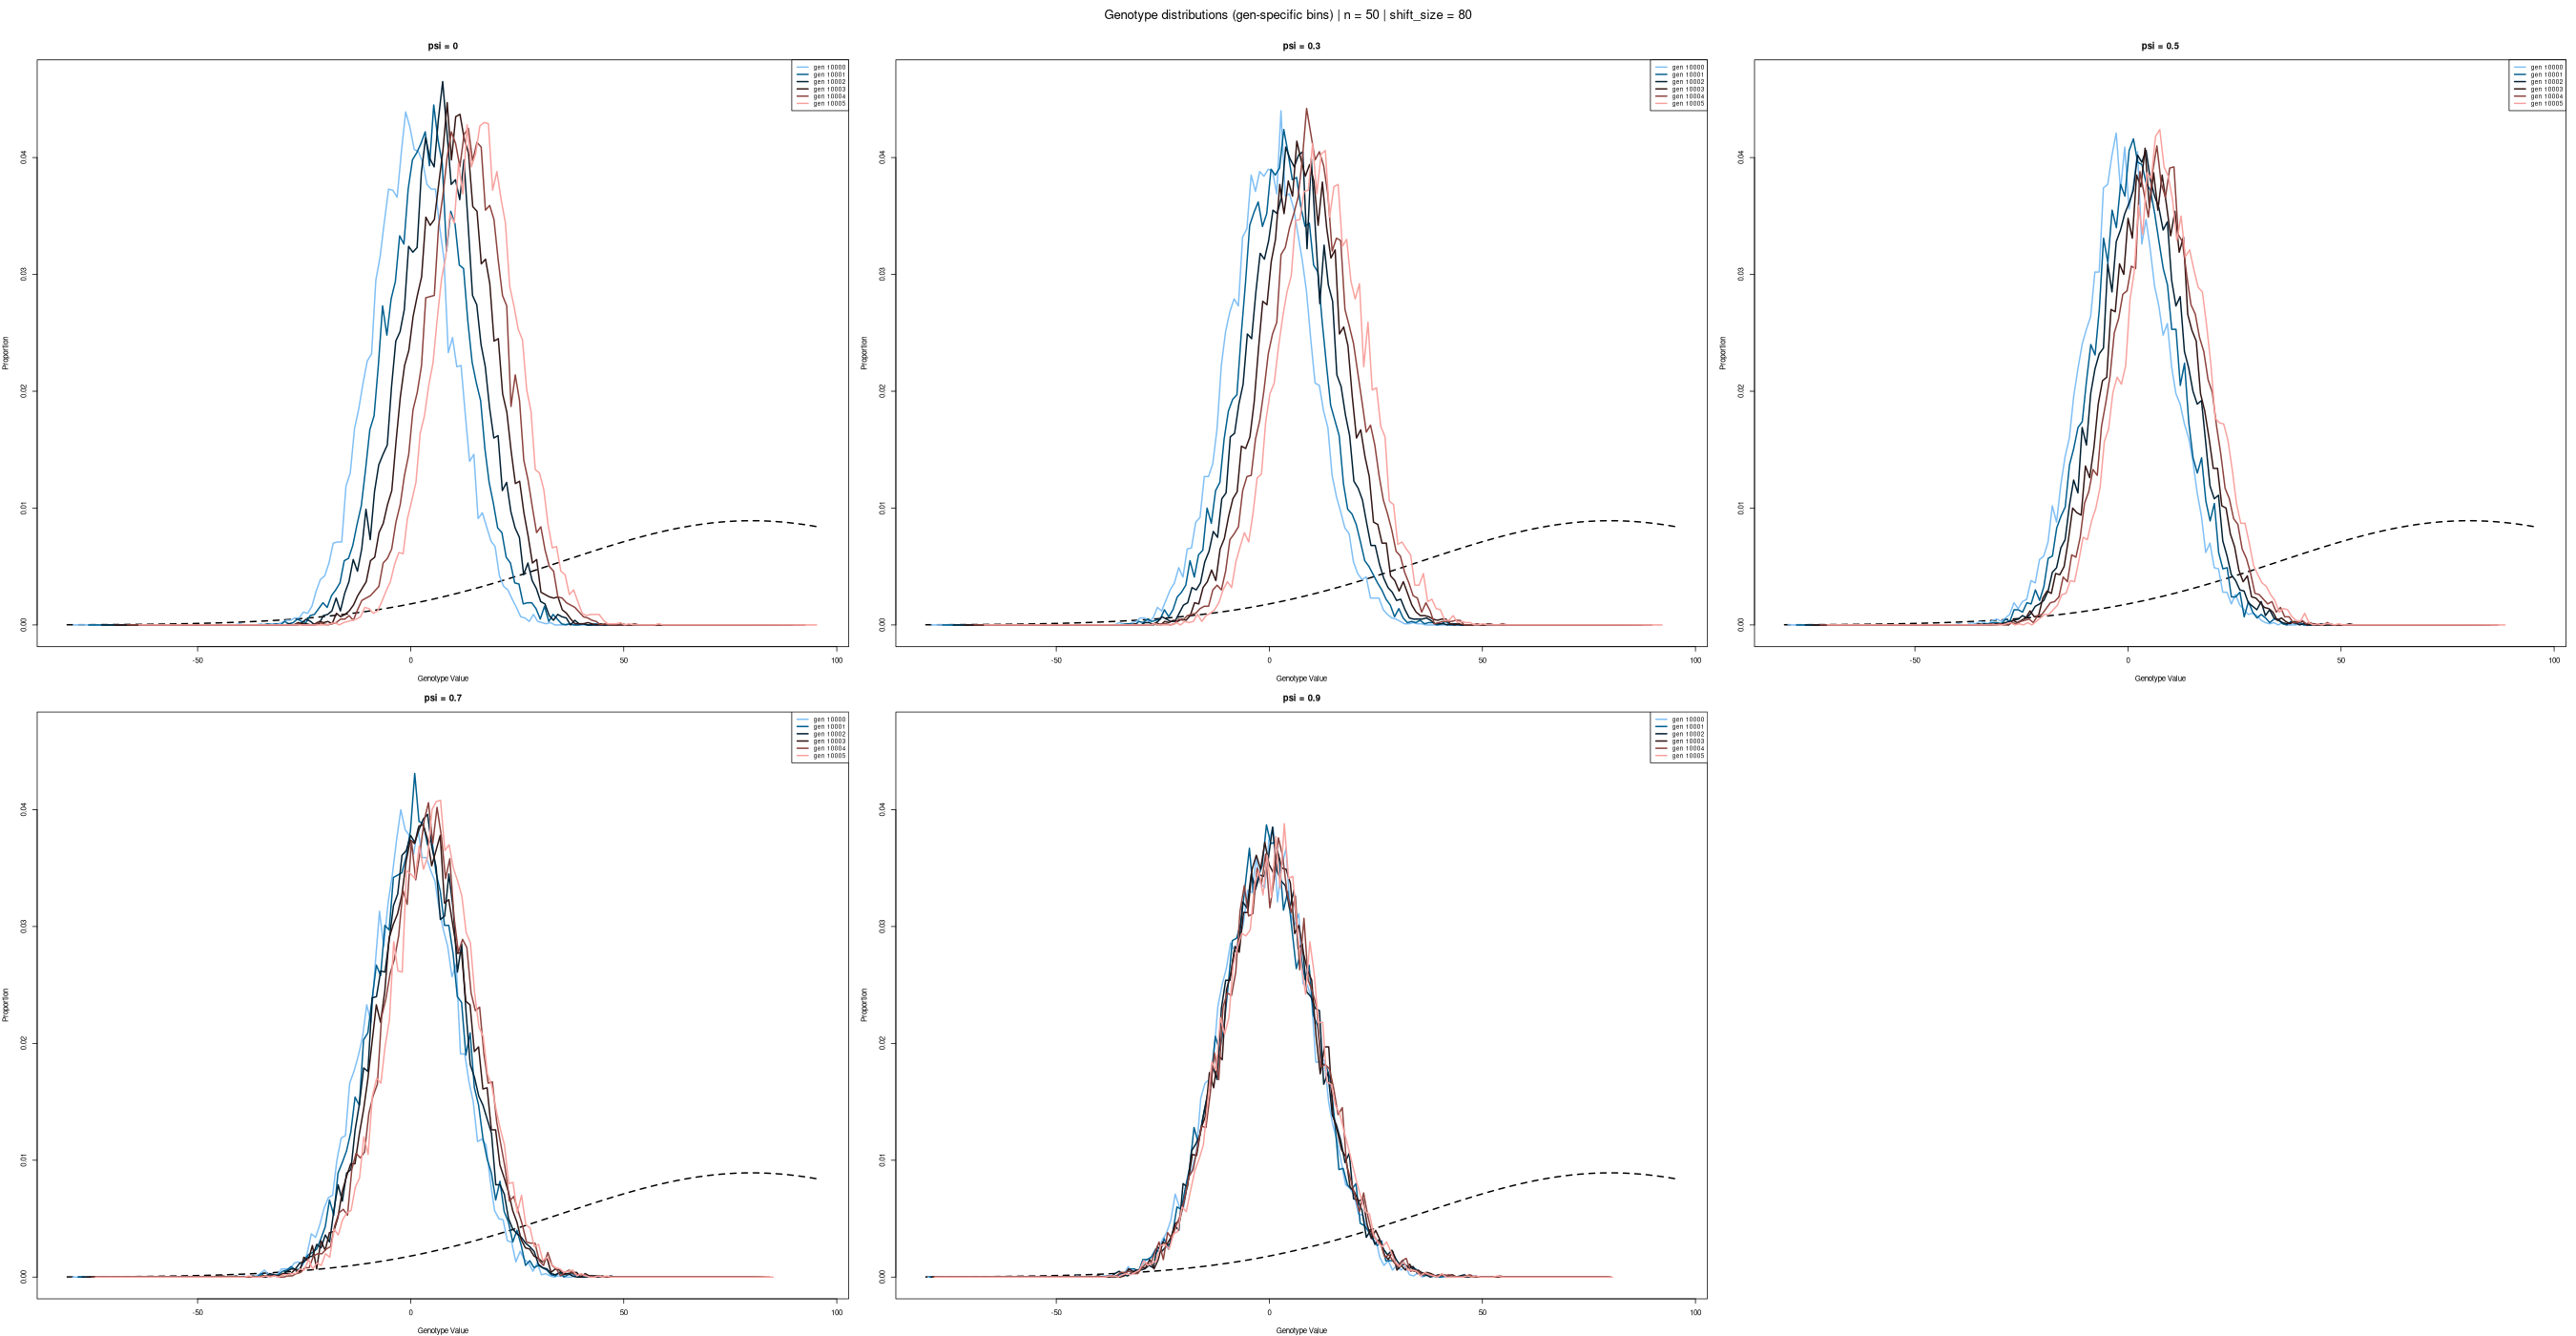 Genotype distributions (gen-specific bins) | n = 50 | shift_size = 80
psi = 0
gen 10000
gen 10001
gen 10002
gen 10003
gen 10004
gen 10005
Proportion
0.04
0.03
0.02
0.01
0.00
-50
0
50
100
Genotype Value
psi = 0.3
gen 10000
gen 10001
gen 10002
gen 10003
gen 10004
gen 10005
Proportion
0.04
0.03
0.02
0.01
0.00
-50
0
50
100
Genotype Value
psi = 0.5
gen 10000
gen 10001
gen 10002
gen 10003
gen 10004
gen 10005
Proportion
0.04
0.03
0.02
0.01
0.00
-50
0
50
100
Genotype Value
psi = 0.7
gen 10000
gen 10001
gen 10002
gen 10003
gen 10004
gen 10005
Proportion
0.04
0.03
0.02
0.01
0.00
-50
0
50
100
Genotype Value
psi = 0.9
gen 10000
gen 10001
gen 10002
gen 10003
gen 10004
gen 10005
Proportion
0.04
0.03
0.02
0.01
0.00
-50
0
50
100
Genotype Value